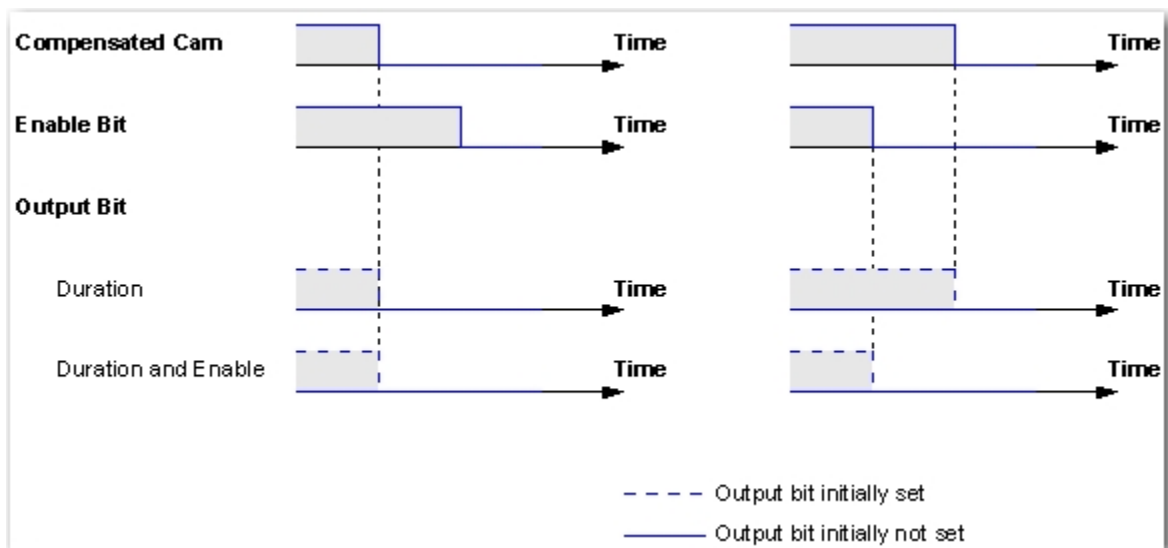 Compensated Cam Time Time
Enable Bit Time Time
Output Bit
Duration Time Time
Duration and Enable Time Time
Output bit initially set
Output bit initially not set